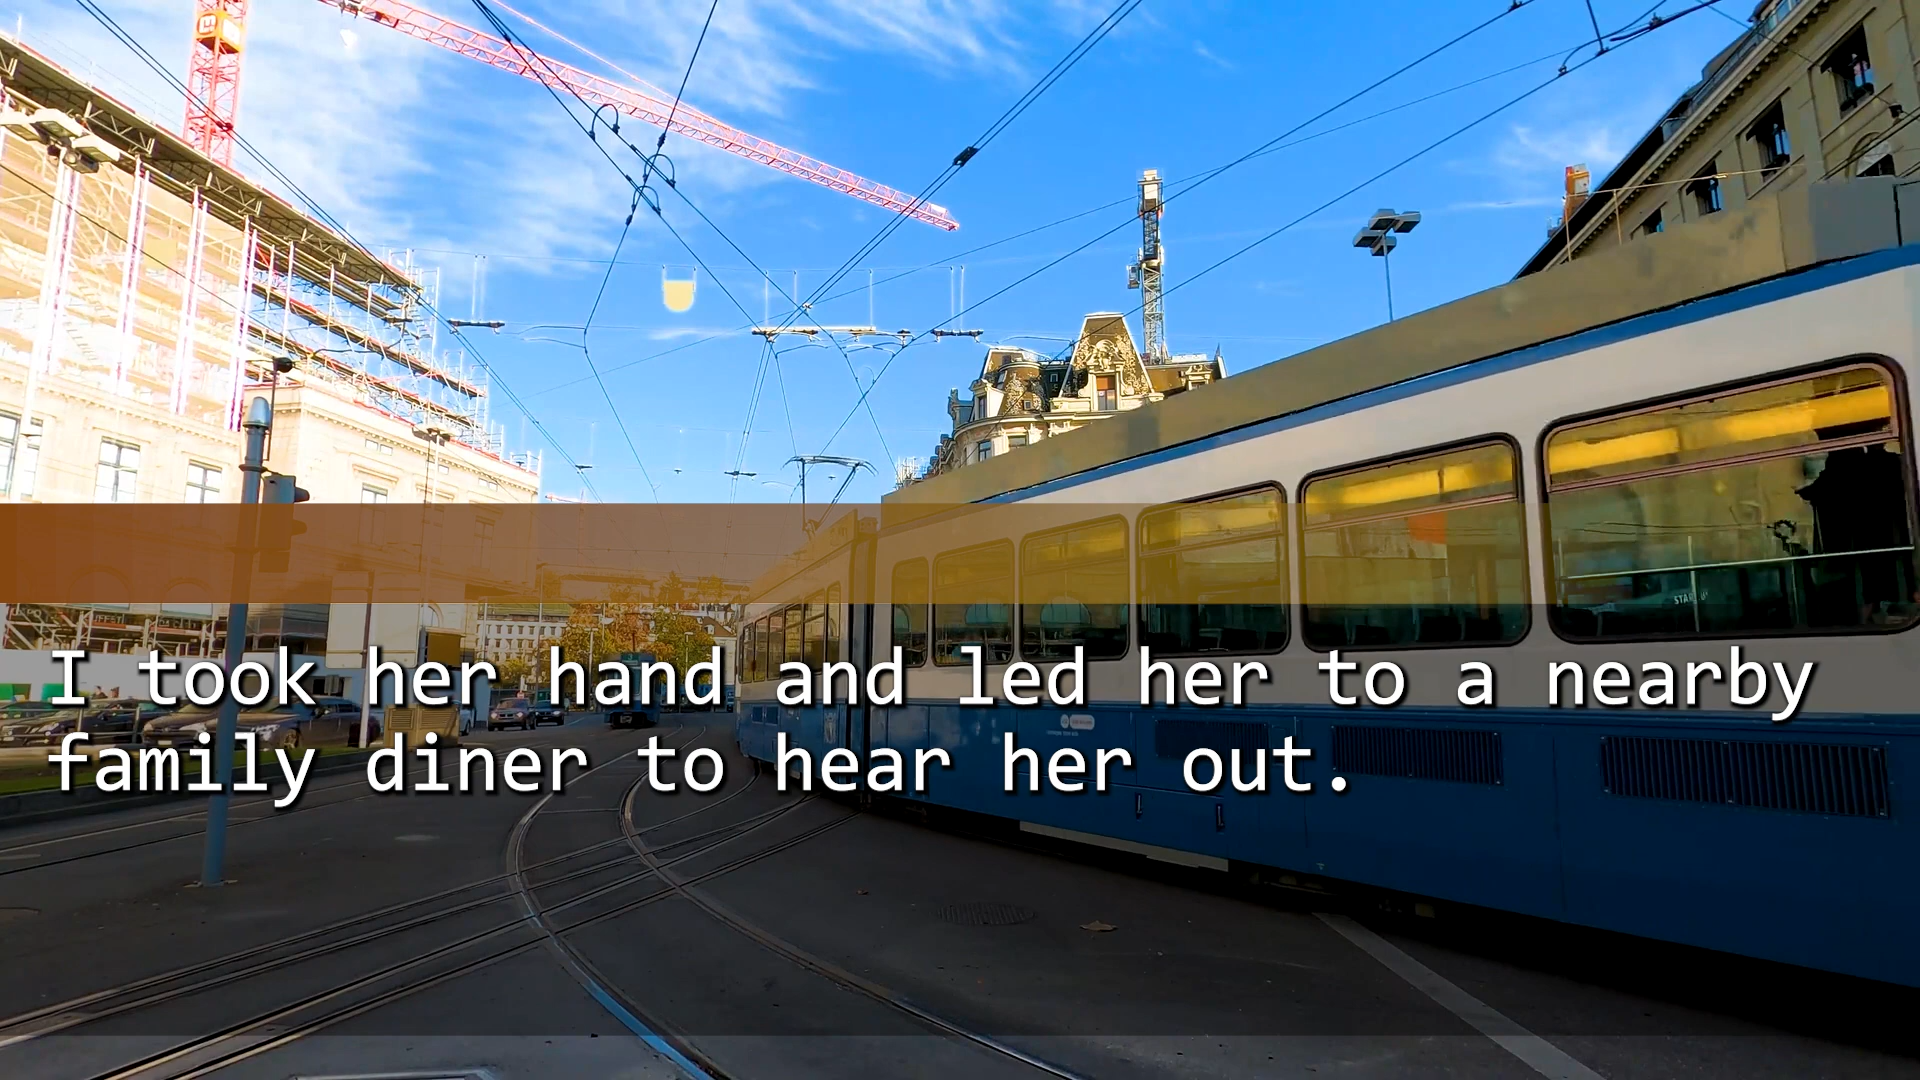 I took her hand and led her to a nearby
family diner to hear her out.